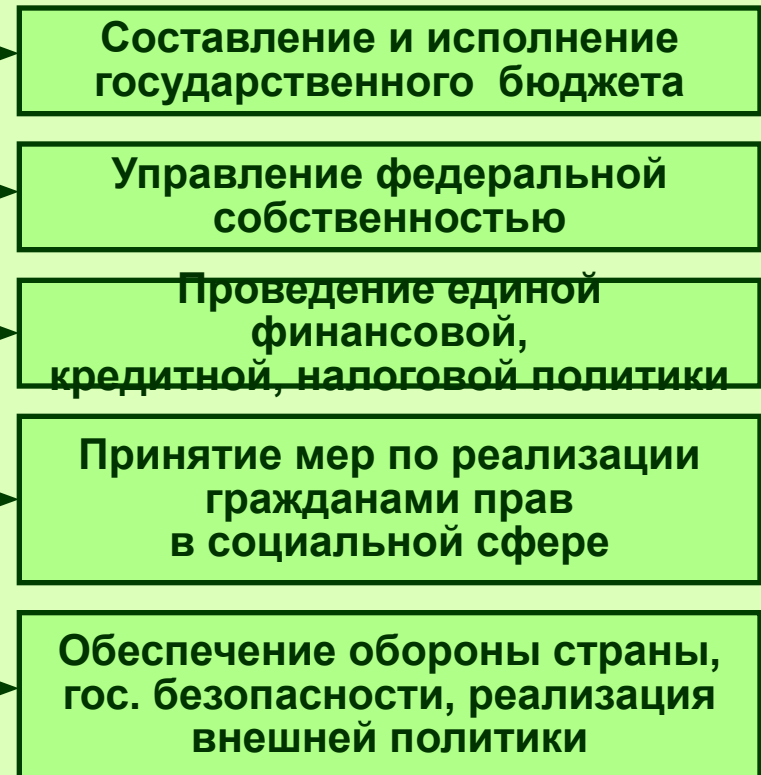 Составление и исполнение
государственного бюджета
Управление федеральной
собственностью
Проведение единой
финансовой,
кредитной, налоговой политики
Принятие мер по реализации
гражданами прав
в социальной сфере
Обеспечение обороны страны,
гос. безопасности, реализация
внешней политики